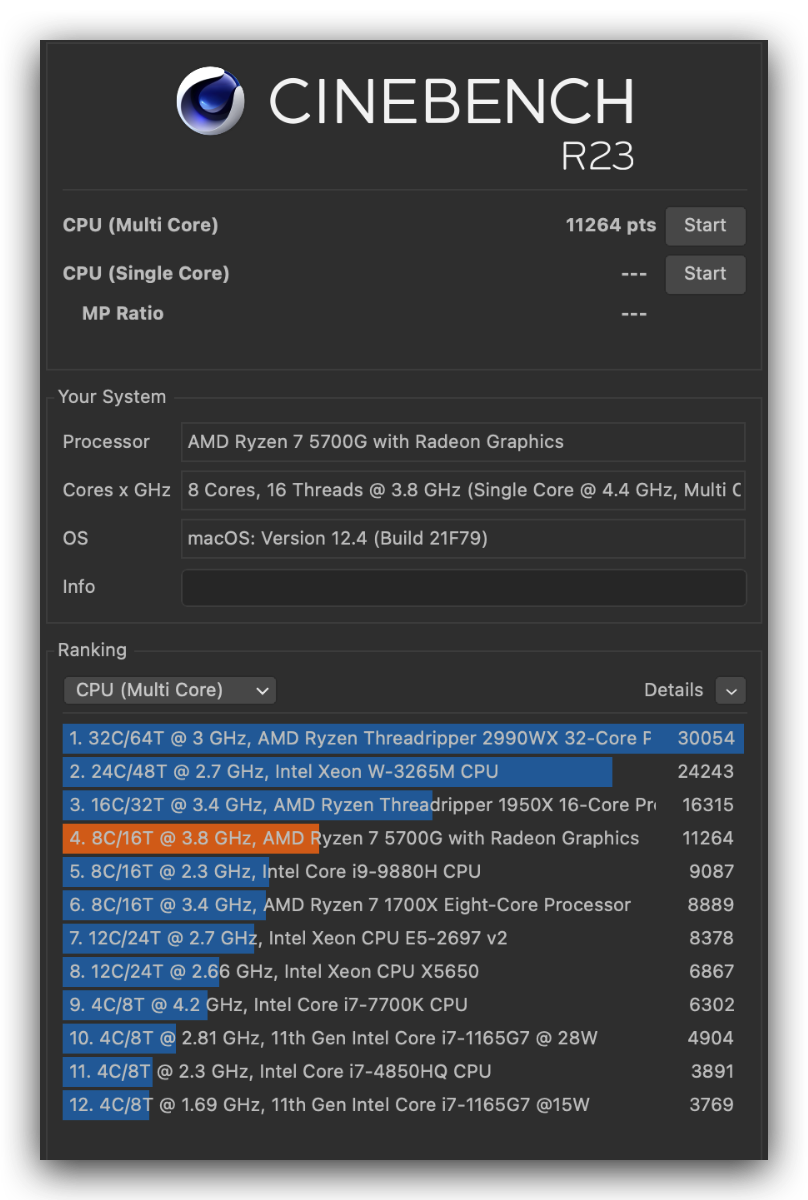 CINEBENCH
R23
CPU (Multi Core) 11264 pts Start
CPU (Single Core) --- Start
MP Ratio ---
Your System
Processor AMD Ryzen 7 5700G with Radeon Graphics
Cores x GHz 8 Cores, 16 Threads @ 3.8 GHz (Single Core @ 4.4 GHz, Multi C
OS macOS: Version 12.4 (Build 21F79)
Info
Ranking
CPU (Multi Core) Details
1. 32C/64T @ 3 GHz, AMD Ryzen Threadripper 2990WX 32-Core P 30054
2. 24C/48T @ 2.7 GHz, Intel Xeon W-3265M CPU 24243
3. 16C/32T @ 3.4 GHz, AMD Ryzen Threadripper 1950X 16-Core Pr 16315
4. 8C/16T @ 3.8 GHz, AMD Ryzen 7 5700G with Radeon Graphics 11264
5. 8C/16T @ 2.3 GHz, Intel Core i9-9880H CPU 9087
6. 8C/16T @ 3.4 GHz, AMD Ryzen 7 1700X Eight-Core Processor 8889
7. 12C/24T @ 2.7 GHz, Intel Xeon CPU E5-2697 v2 8378
8. 12C/24T @ 2.66 GHz, Intel Xeon CPU X5650 6867
9. 4C/8T @ 4.2 GHz, Intel Core i7-7700K CPU 6302
10. 4C/8T @ 2.81 GHz, 11th Gen Intel Core i7-1165G7 @ 28W 4904
11. 4C/8T @ 2.3 GHz, Intel Core i7-4850HQ CPU 3891
12. 4C/8T @ 1.69 GHz, 11th Gen Intel Core i7-1165G7 @15W 3769